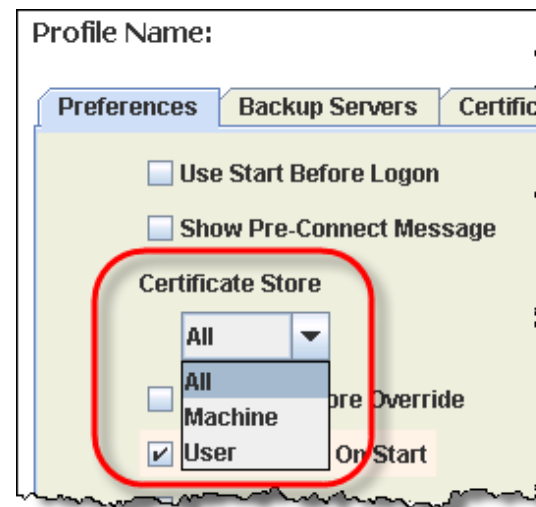 Profile Name:
Preferences Backup Servers Certific
Use Start Before Logon
Show Pre-Connect Message
Certificate Store
All
All
Machine
ore Override
User
On Start